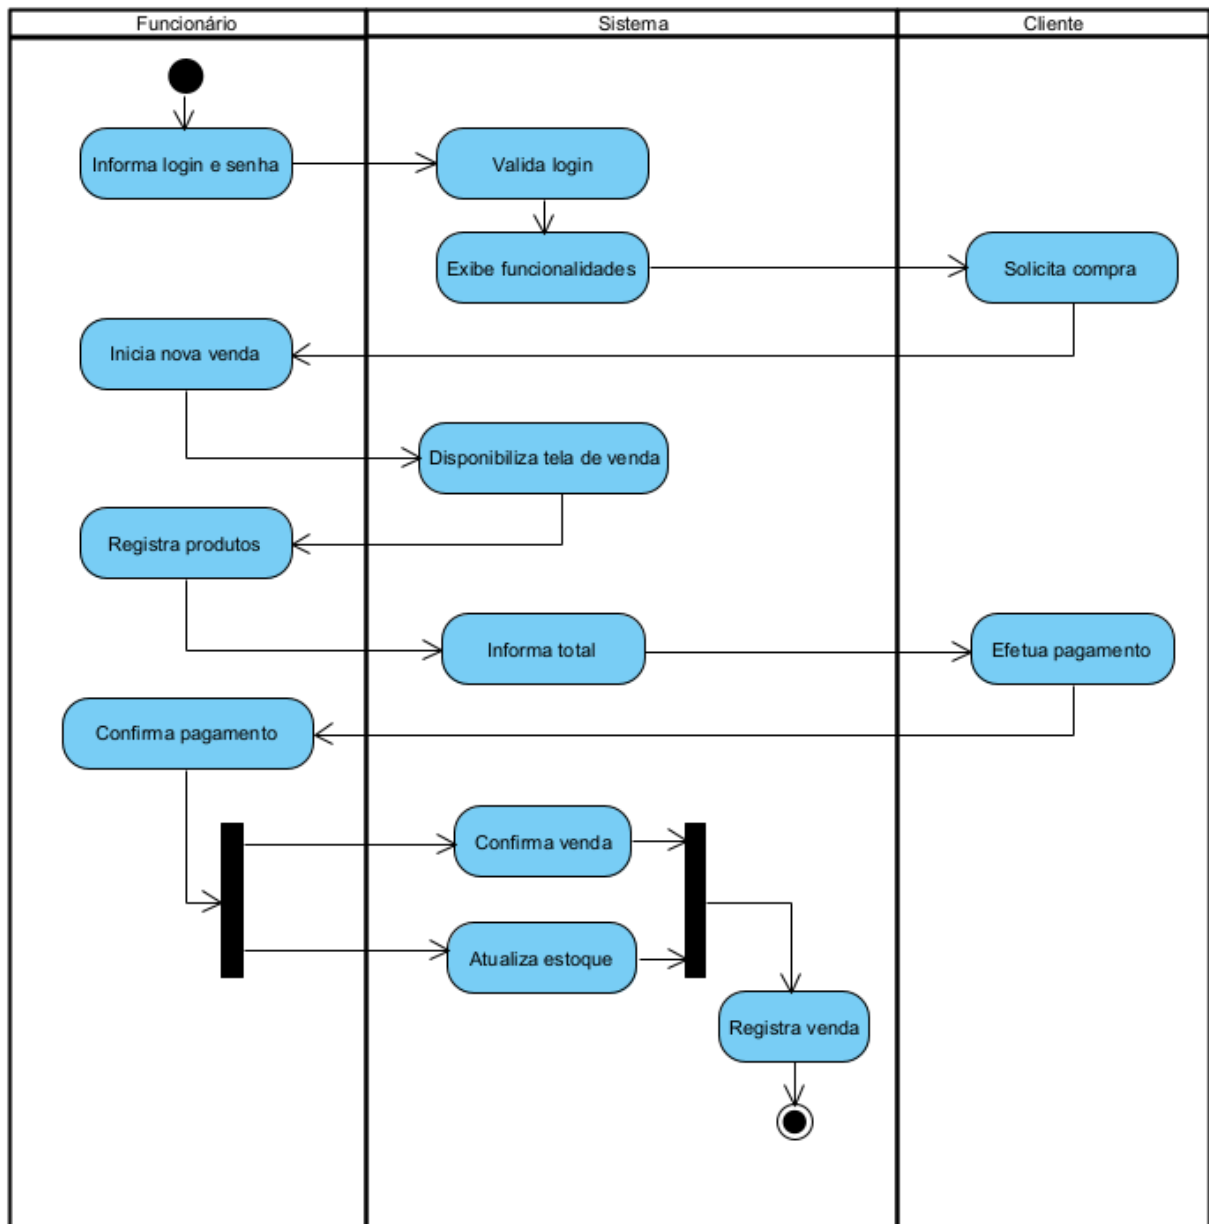 Funcionário
Sistema
Cliente
Informa login e senha
Valida login
Exibe funcionalidades
Solicita compra
Inicia nova venda
Disponibiliza tela de venda
Registra produtos
Informa total
Efetua pagamento
Confirma pagamento
Confirma venda
Atualiza estoque
Registra venda